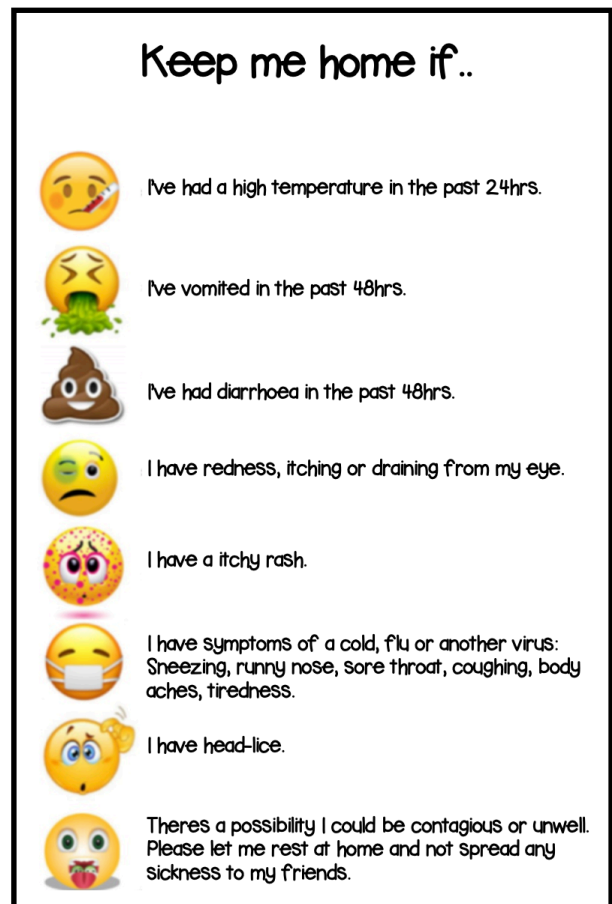 Keep me home if..
I've had a high temperature in the past 24hrs.
I've vomited in the past 48hrs.
I've had diarrhoea in the past 48hrs.
I have redness, itching or draining from my eye.
I have a itchy rash.
I have symptoms of a cold, flu or another virus:
Sneezing, runny nose, sore throat, coughing, body
aches, tiredness.
I have head-lice.
Theres a possibility I could be contagious or unwell.
Please let me rest at home and not spread any
sickness to my friends.